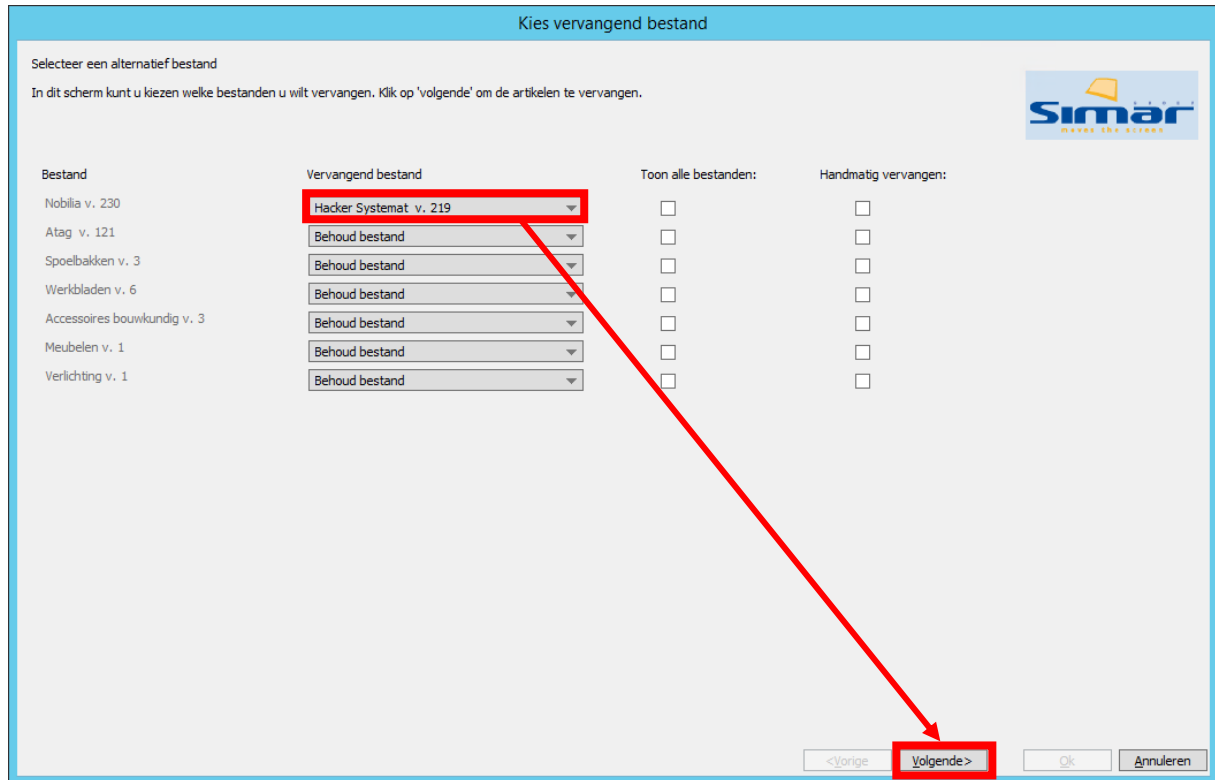 Kies vervangend bestand
Selecteer een alternatief bestand
In dit scherm kunt u kiezen welke bestanden u wilt vervangen. Klik op 'volgende' om de artikelen te vervangen.
Simar
moves the screen
Bestand Vervangend bestand Toon alle bestanden: Handmatig vervangen:
Nobilia v. 230 Hacker Systemat v. 219
Atag v. 121 Behoud bestand
Spoelbakken v. 3 Behoud bestand
Werkbladen v. 6 Behoud bestand
Accessoires bouwkundig v. 3 Behoud bestand
Meubelen v. 1 Behoud bestand
Verlichting v. 1 Behoud bestand
<Vorige Volgende> Ok Annuleren